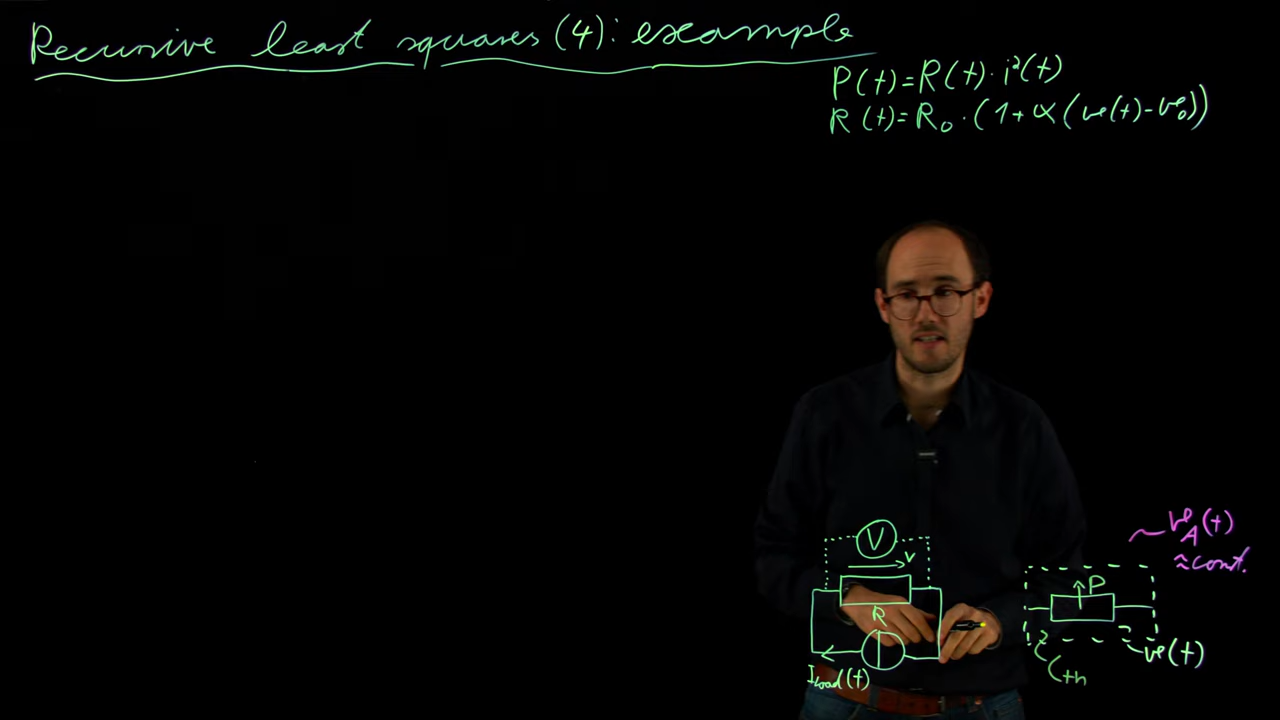 Recursive least squares (4): example
P(t)=R(t)·i²(t)
R(t)=R₀·(1+α(ϑ(t)-ϑ₀))
V
v
R
I_load(t)
ϑ_A(t)
≈const.
P
ϑ(t)
C_th